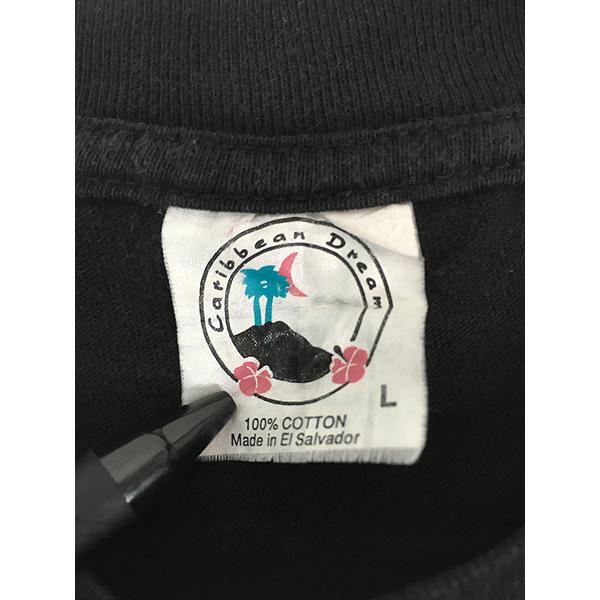 Caribbean Dream
L
100% COTTON
Made in El Salvador